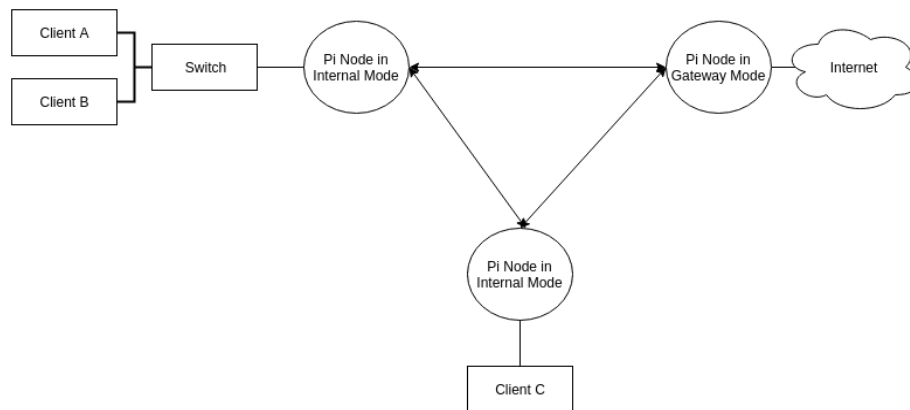 Client A
Client B
Switch
Pi Node in
Internal Mode
Pi Node in
Gateway Mode
Internet
Pi Node in
Internal Mode
Client C